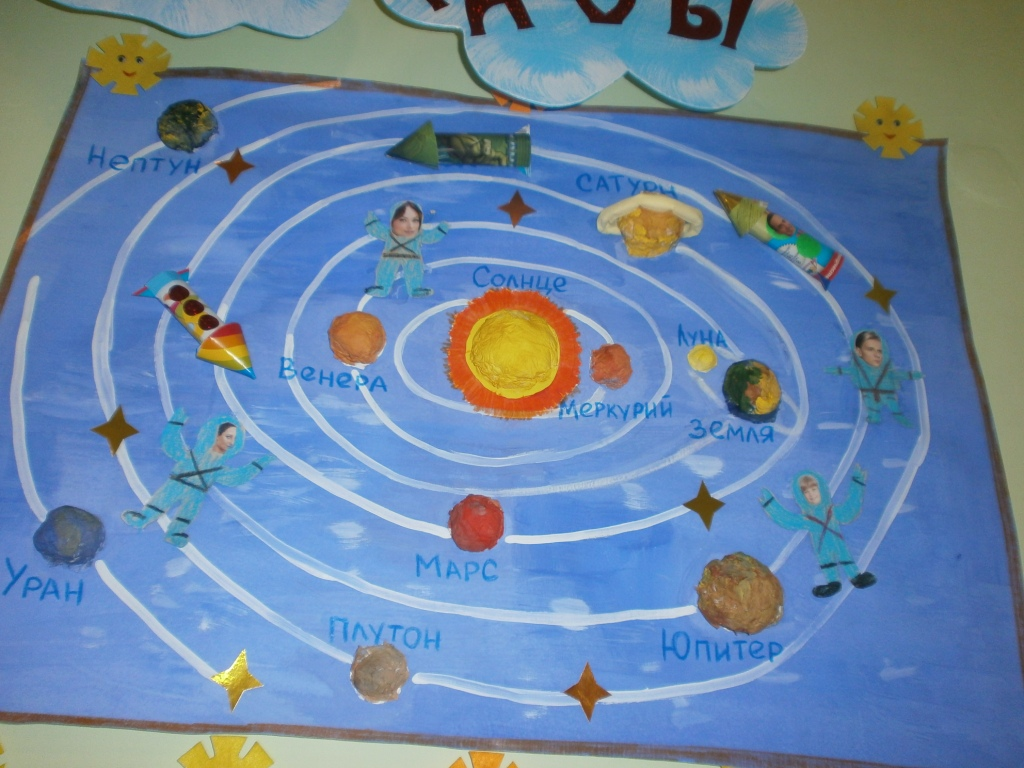 Нептун
САТУРН
Солнце
ЛУНА
Венера
Меркурий
Земля
МАРС
Уран
ПЛУТОН
Юпитер